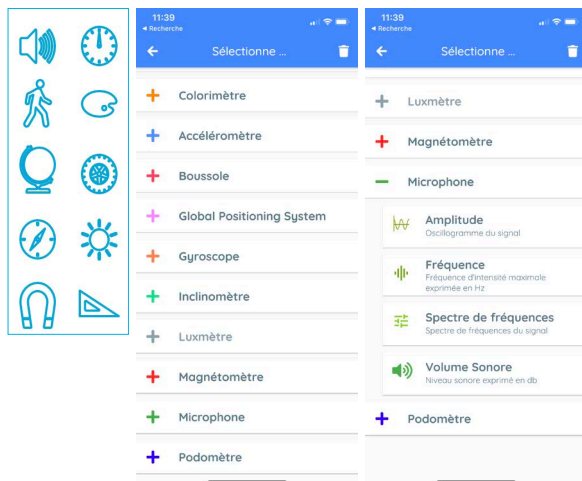 11:39
◄ Recherche
Sélectionne ...
Colorimètre
Accéléromètre
Boussole
Global Positioning System
Gyroscope
Inclinomètre
Luxmètre
Magnétomètre
Microphone
Podomètre
11:39
◄ Recherche
Sélectionne ...
Luxmètre
Magnétomètre
Microphone
Amplitude
Oscillogramme du signal
Fréquence
Fréquence d'intensité maximale
exprimée en Hz
Spectre de fréquences
Spectre de fréquences du signal
Volume Sonore
Niveau sonore exprimé en db
Podomètre